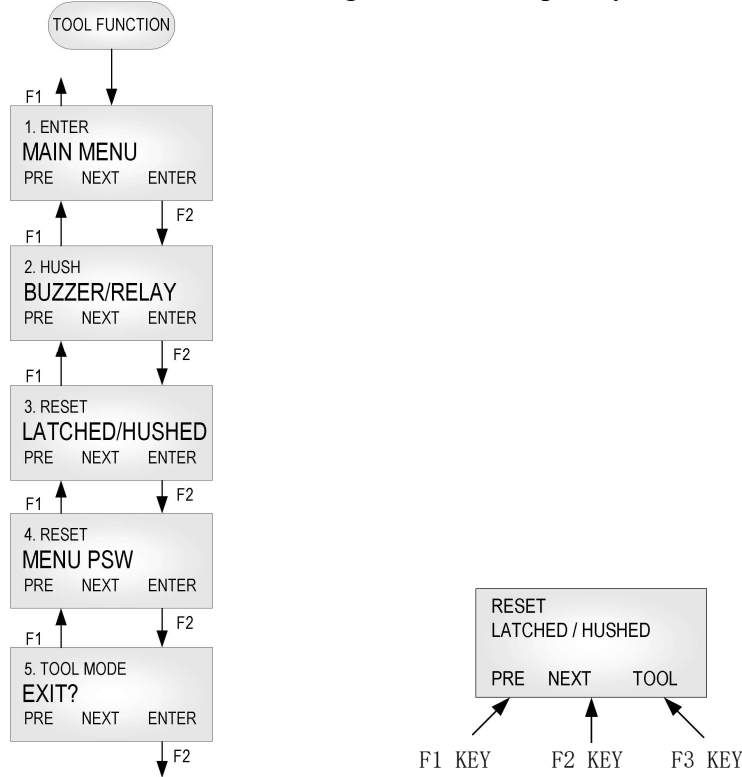 TOOL FUNCTION
F1
1. ENTER
MAIN MENU
PRE NEXT ENTER
F2
F1
2. HUSH
BUZZER/RELAY
PRE NEXT ENTER
F2
F1
3. RESET
LATCHED/HUSHED
PRE NEXT ENTER
F2
F1
4. RESET
MENU PSW
PRE NEXT ENTER
F2
F1
5. TOOL MODE
EXIT?
PRE NEXT ENTER
F2
RESET
LATCHED / HUSHED
PRE NEXT TOOL
F1 KEY F2 KEY F3 KEY